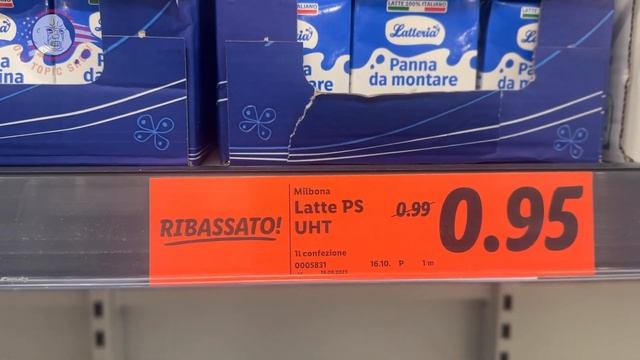 LATTE 100% ITALIANO
Latteria
Panna
da montare
RIBASSATO!
Milbona
Latte PS
UHT
0.99
0.95
1l confezione
0005831
16.10. P 1m